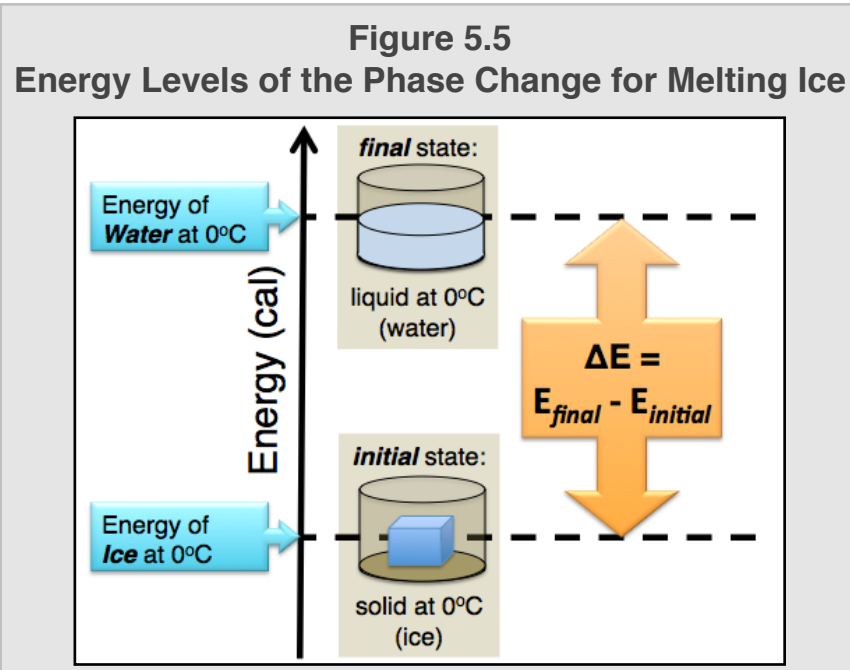 Figure 5.5
Energy Levels of the Phase Change for Melting Ice
final state:
Energy of
Water at 0ºC
liquid at 0ºC
(water)
Energy (cal)
ΔE =
Efinal - Einitial
initial state:
Energy of
Ice at 0ºC
solid at 0ºC
(ice)